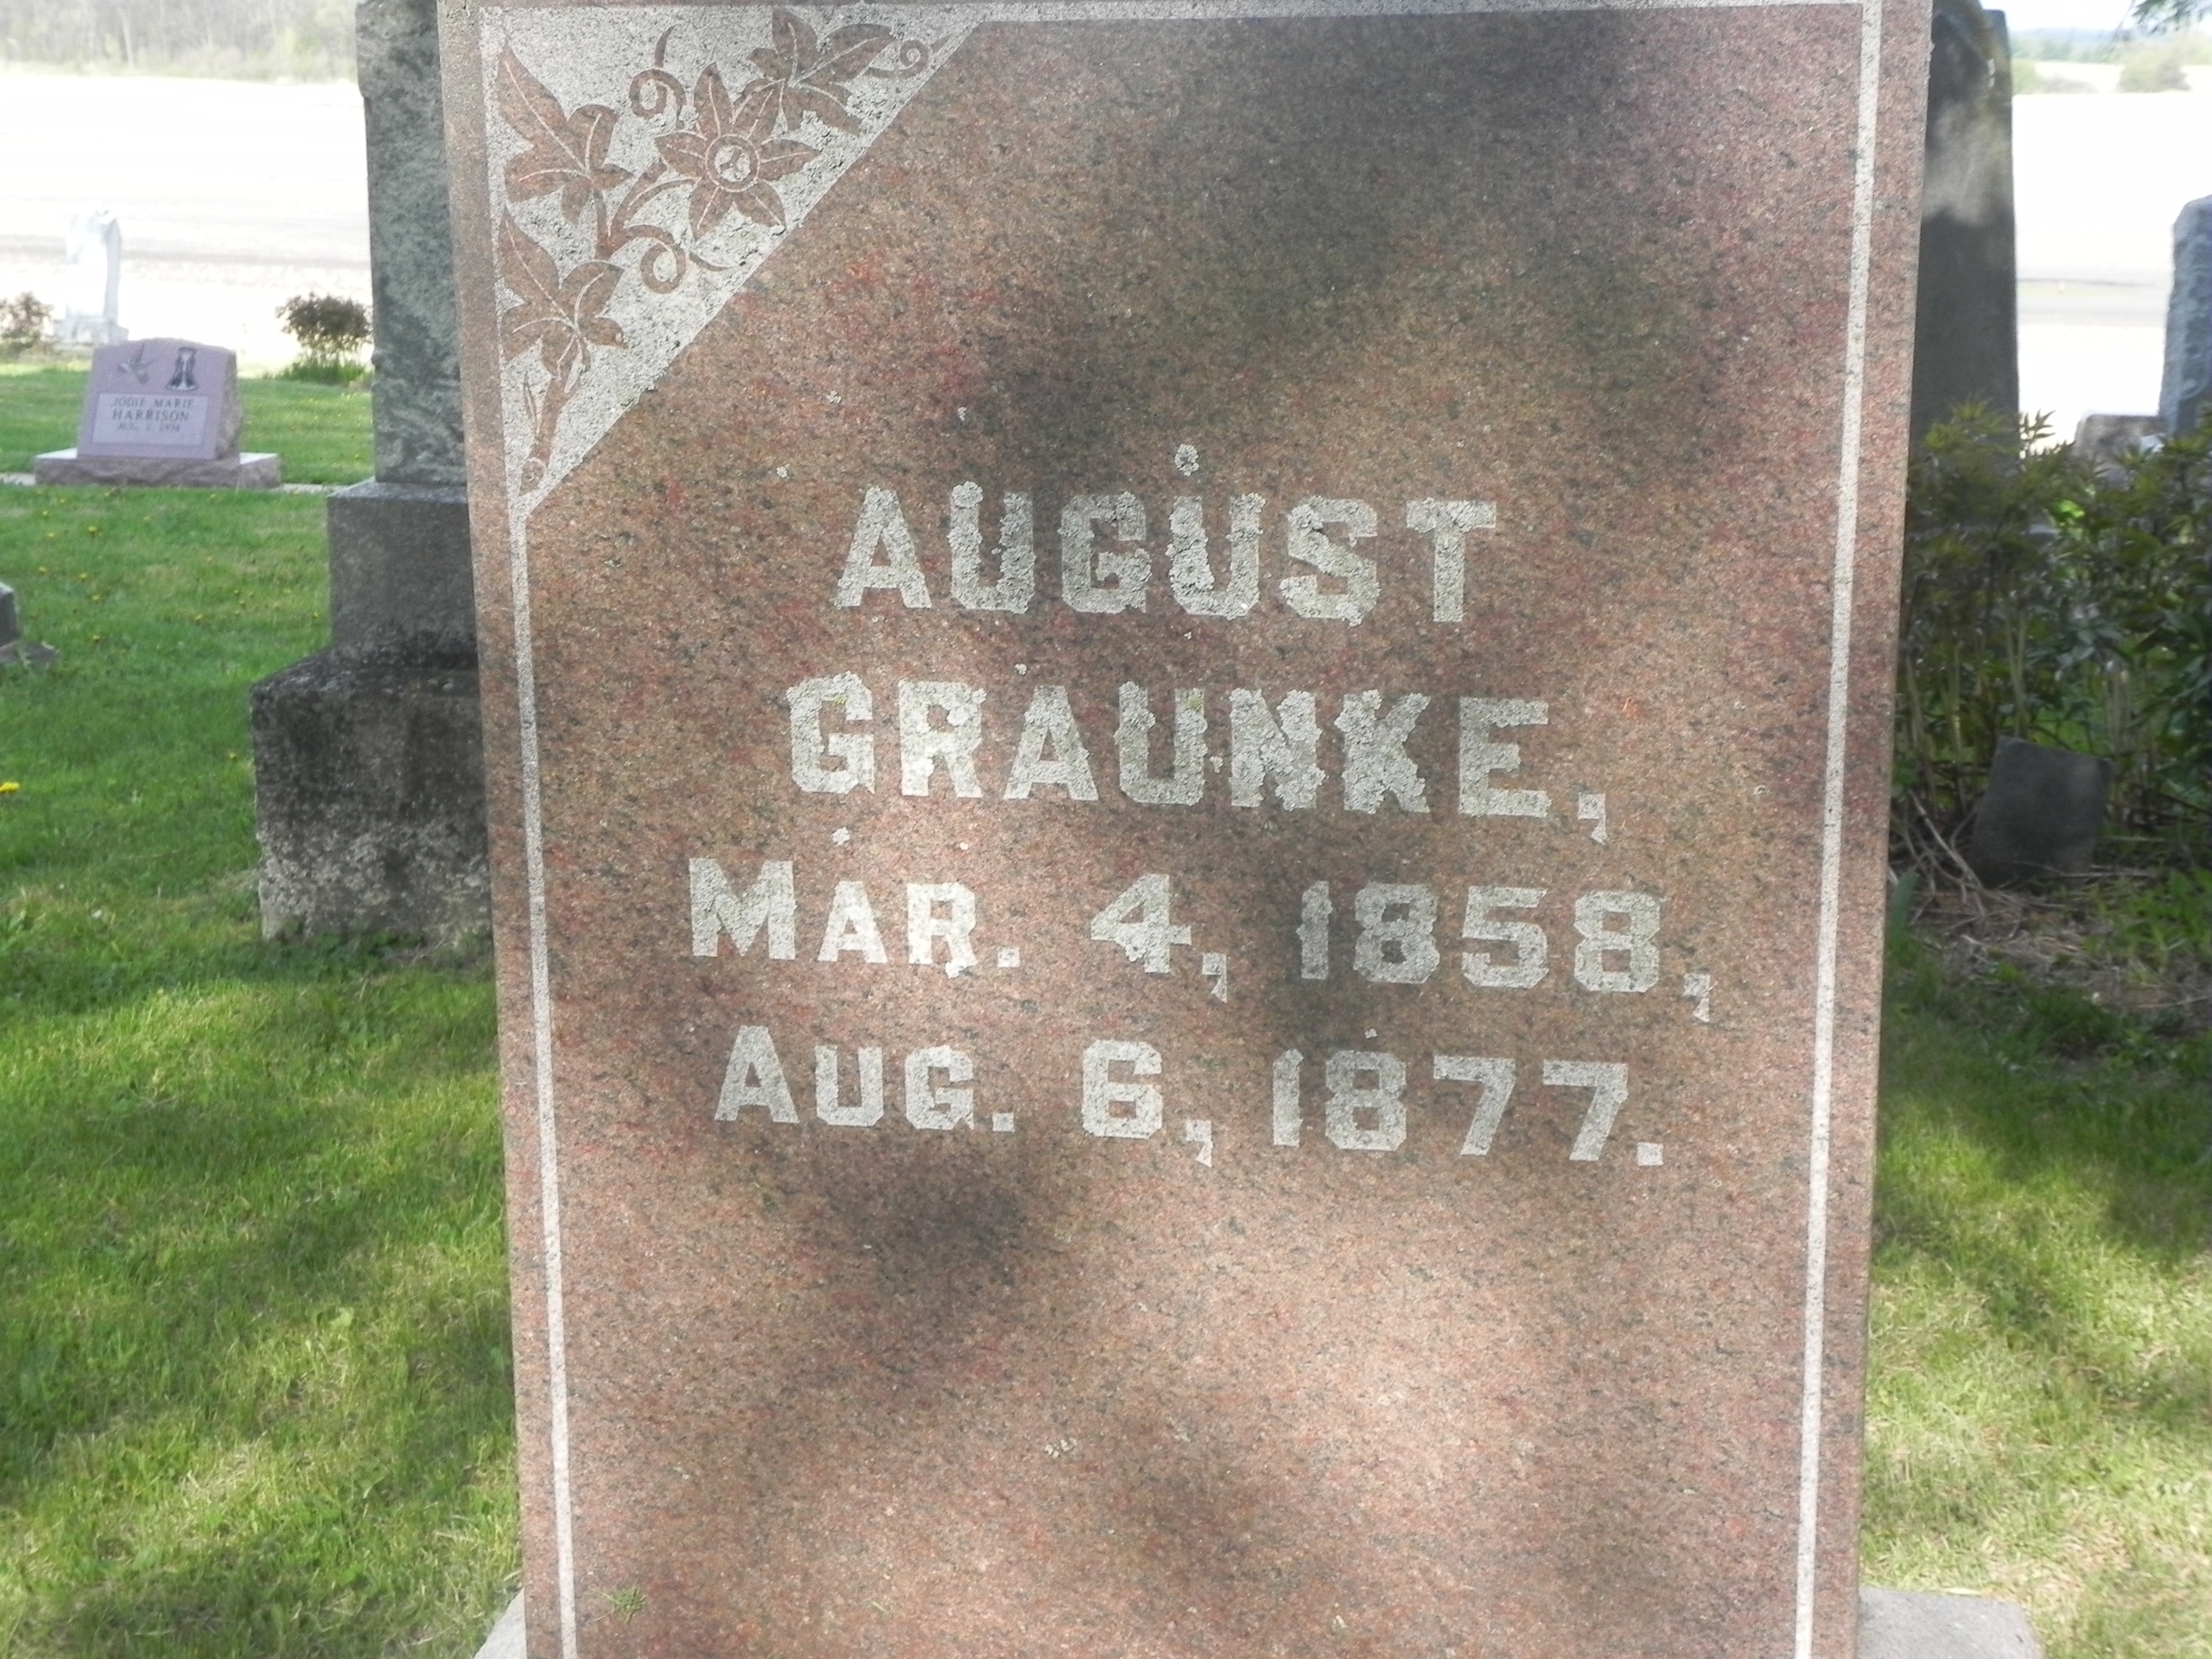 AUGUST
GRAUNKE,
MAR. 4, 1858,
AUG. 6, 1877.
JODIE MARIE
HARRISON